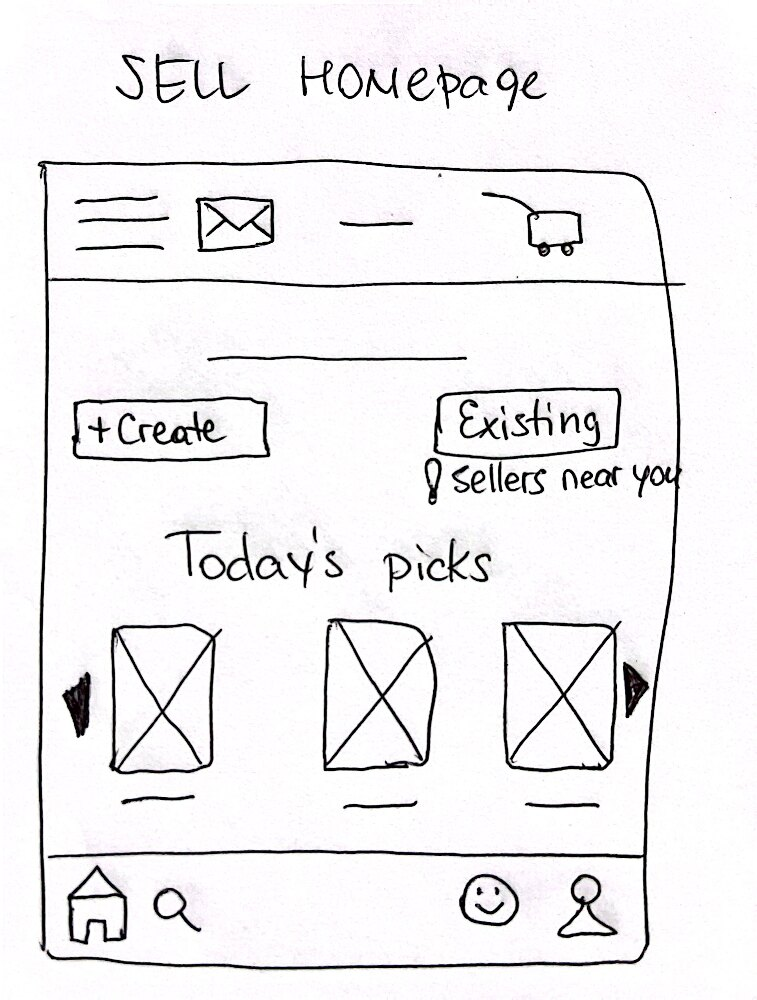 SELL HOMepage
+Create
Existing
sellers near you
Today's picks